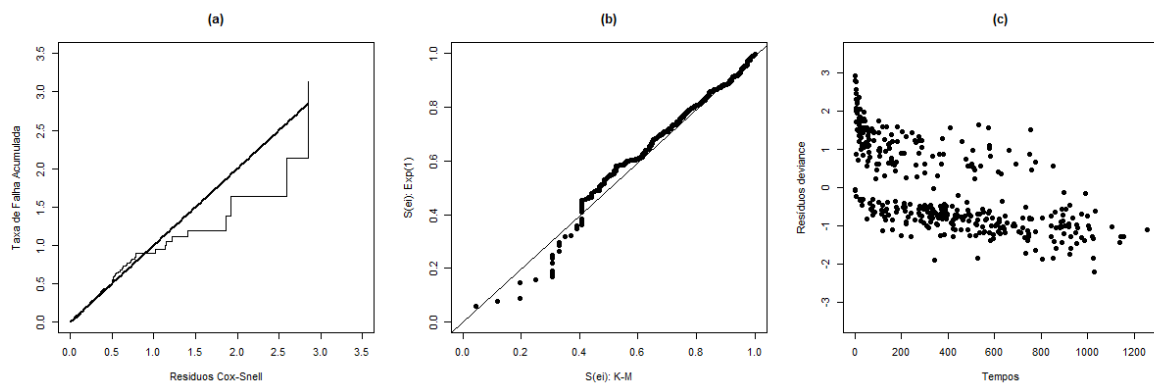 (a)
Taxa de Falha Acumulada
3.5
3.0
2.5
2.0
1.5
1.0
0.5
0.0
0.0 0.5 1.0 1.5 2.0 2.5 3.0 3.5
Resíduos Cox-Snell
(b)
S(ei): Exp(1)
1.0
0.8
0.6
0.4
0.2
0.0
0.0 0.2 0.4 0.6 0.8 1.0
S(ei): K-M
(c)
Resíduos deviance
3
2
1
0
-1
-2
-3
0 200 400 600 800 1000 1200
Tempos